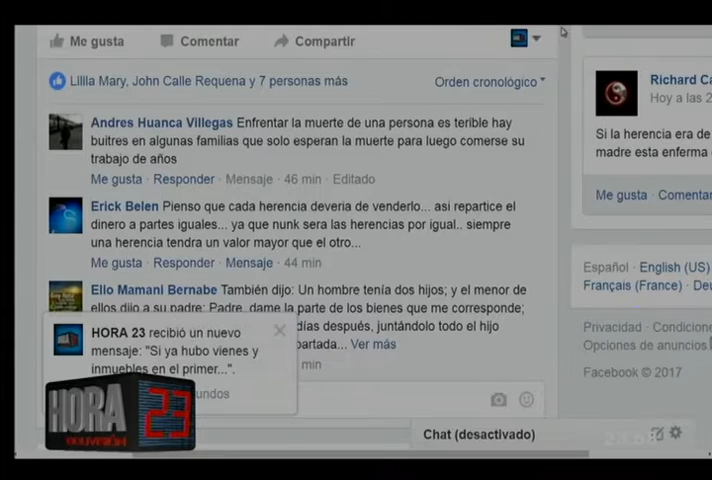 Me gusta Comentar Compartir
Lillia Mary, John Calle Requena y 7 personas más
Orden cronológico
Andres Huanca Villegas Enfrentar la muerte de una persona es terible hay
buitres en algunas familias que solo esperan la muerte para luego comerse su
trabajo de años
Me gusta · Responder · Mensaje · 46 min · Editado
Erick Belen Pienso que cada herencia deveria de venderlo... asi repartice el
dinero a partes iguales... ya que nunk sera las herencias por igual.. siempre
una herencia tendra un valor mayor que el otro...
Me gusta · Responder · Mensaje · 44 min
Elio Mamani Bernabe También dijo: Un hombre tenía dos hijos; y el menor de
ellos dijo a su padre: Padre, dame la parte de los bienes que me corresponde;
días después, juntándolo todo el hijo
partada... Ver más
min
HORA 23 recibió un nuevo
mensaje: "Si ya hubo vienes y
inmuebles en el primer...".
undos
HORA 23
BOLIVISIÓN
Chat (desactivado)
Richard Ca
Hoy a las 2
Si la herencia era de
madre esta enferma
Me gusta · Comentar
Español · English (US)
Français (France) · Deu
Privacidad · Condicione
Opciones de anuncios
Facebook © 2017